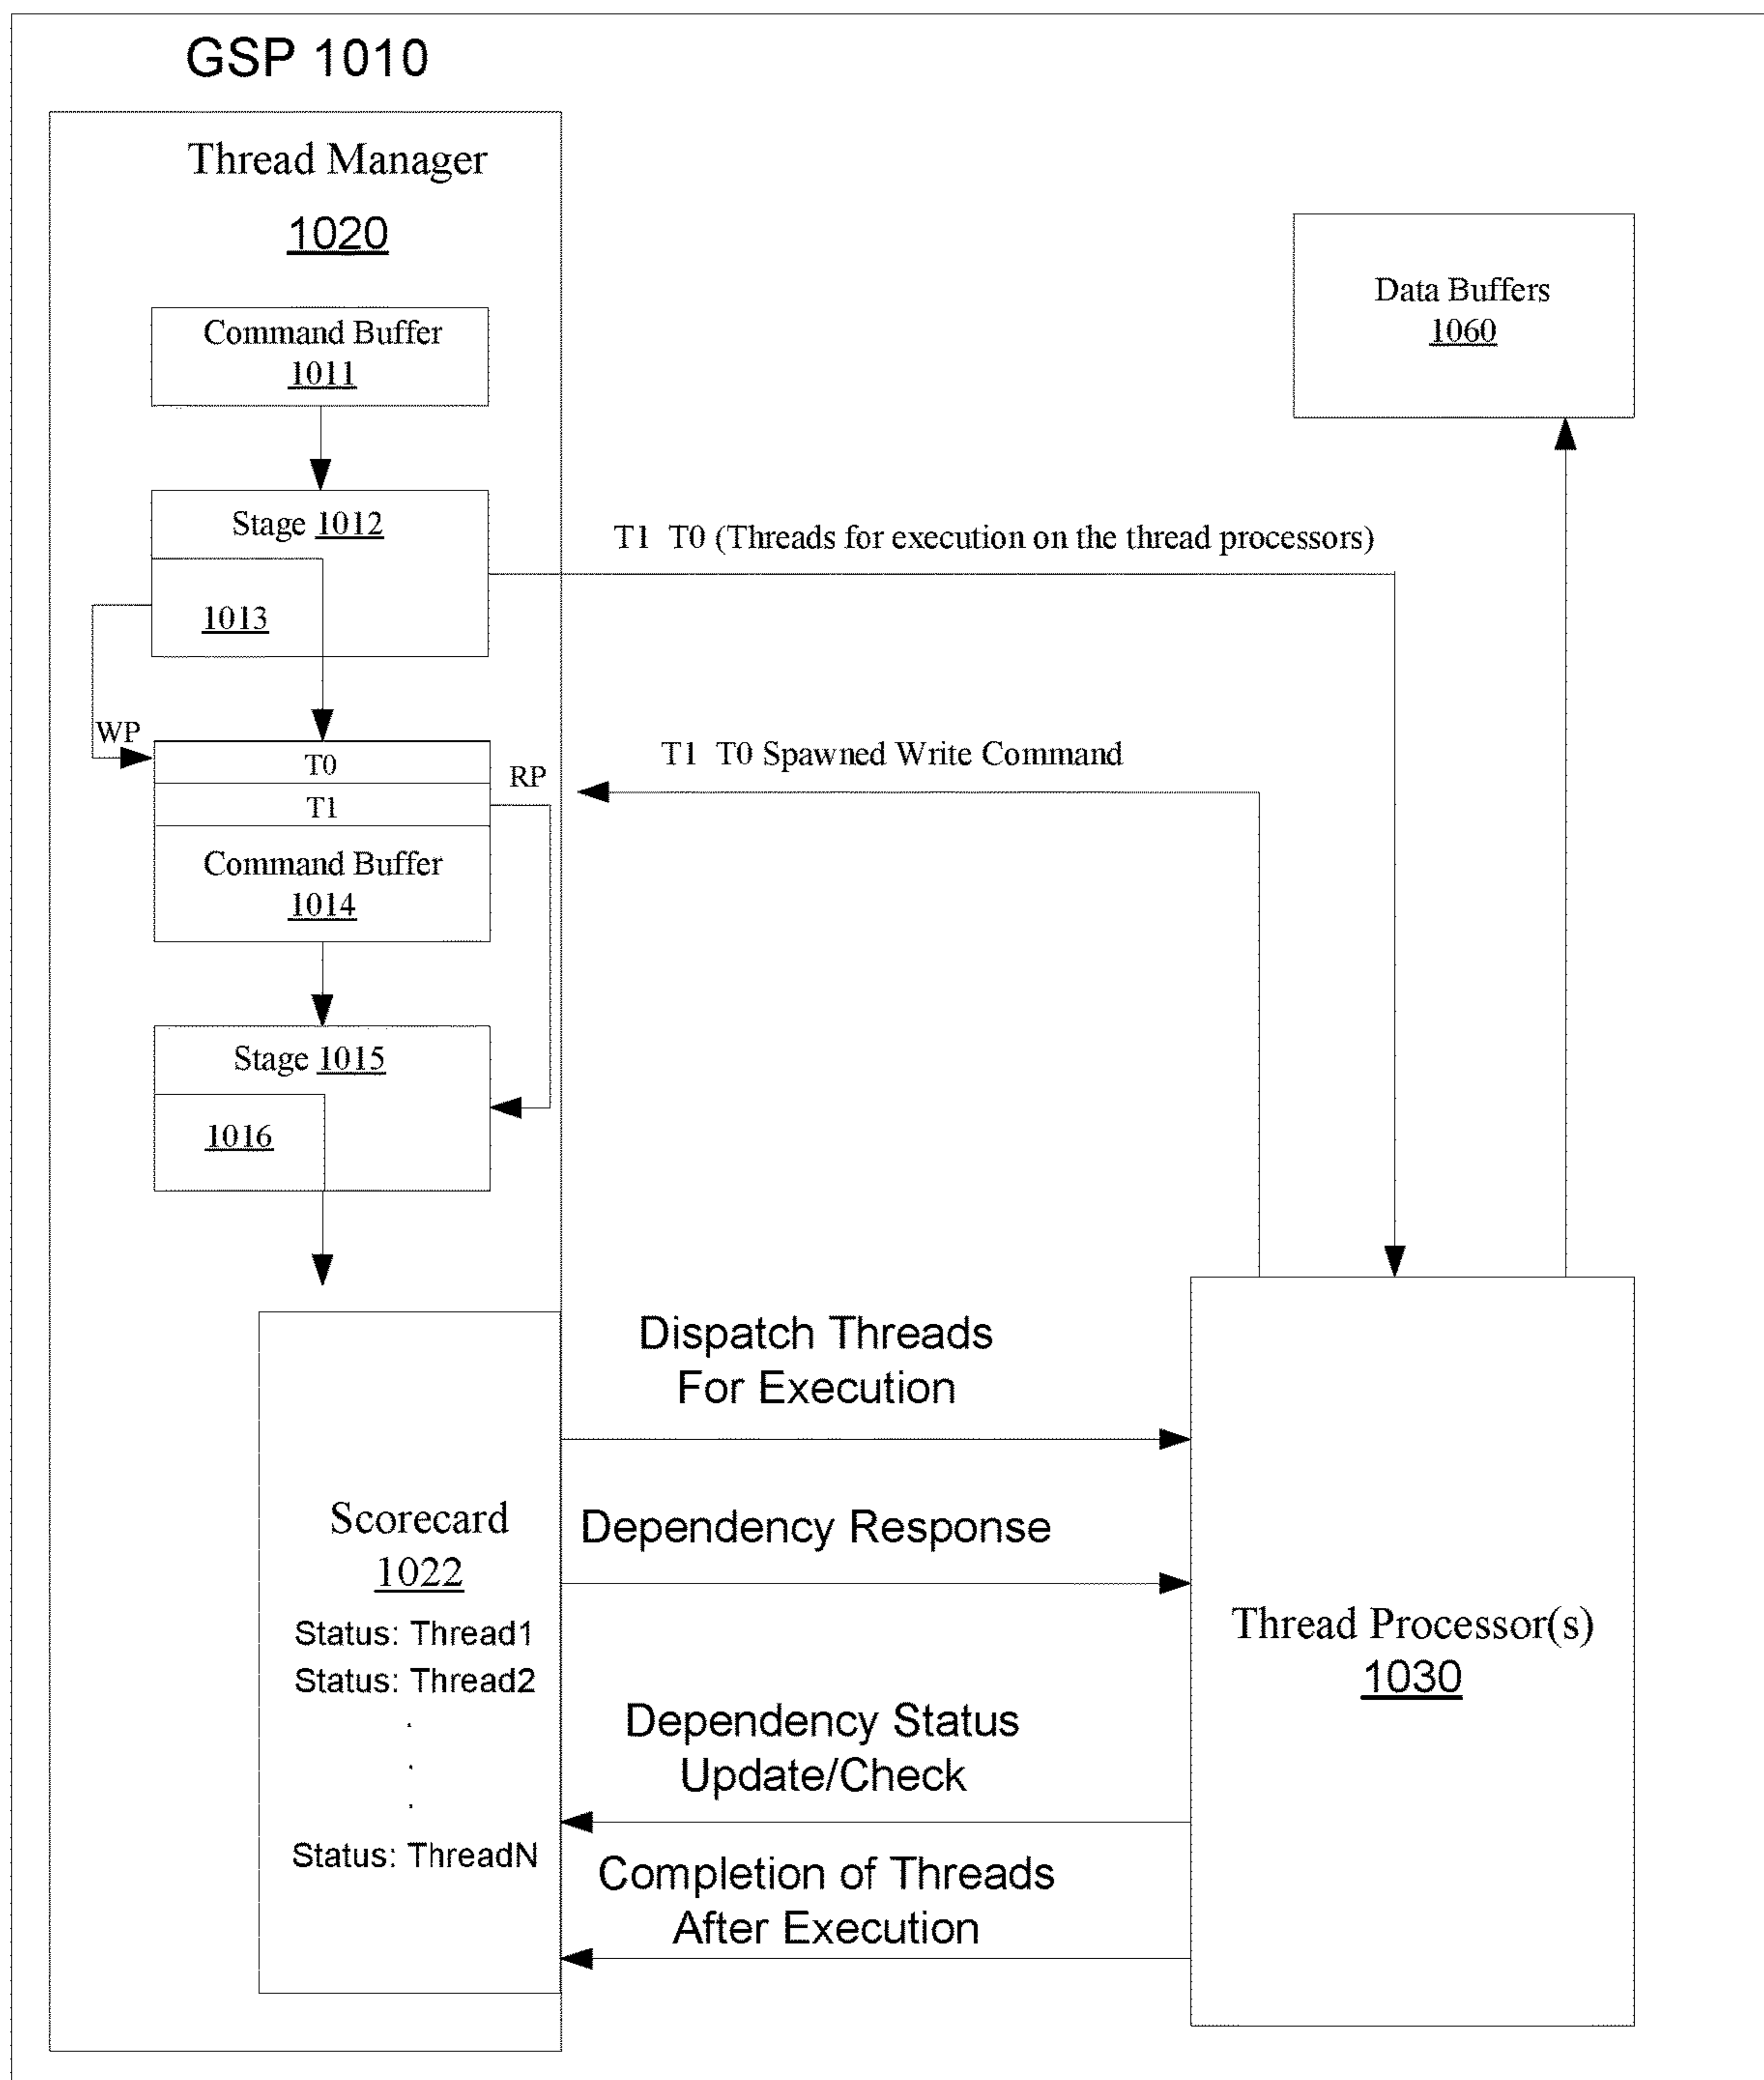 GSP 1010
Thread Manager
1020
Command Buffer
1011
Data Buffers
1060
Stage 1012
1013
T1 T0 (Threads for execution on the thread processors)
WP
T0
T1
RP
T1 T0 Spawned Write Command
Command Buffer
1014
Stage 1015
1016
Dispatch Threads
For Execution
Scorecard
1022
Status: Thread1
Status: Thread2
.
.
.
Status: ThreadN
Dependency Response
Thread Processor(s)
1030
Dependency Status
Update/Check
Completion of Threads
After Execution